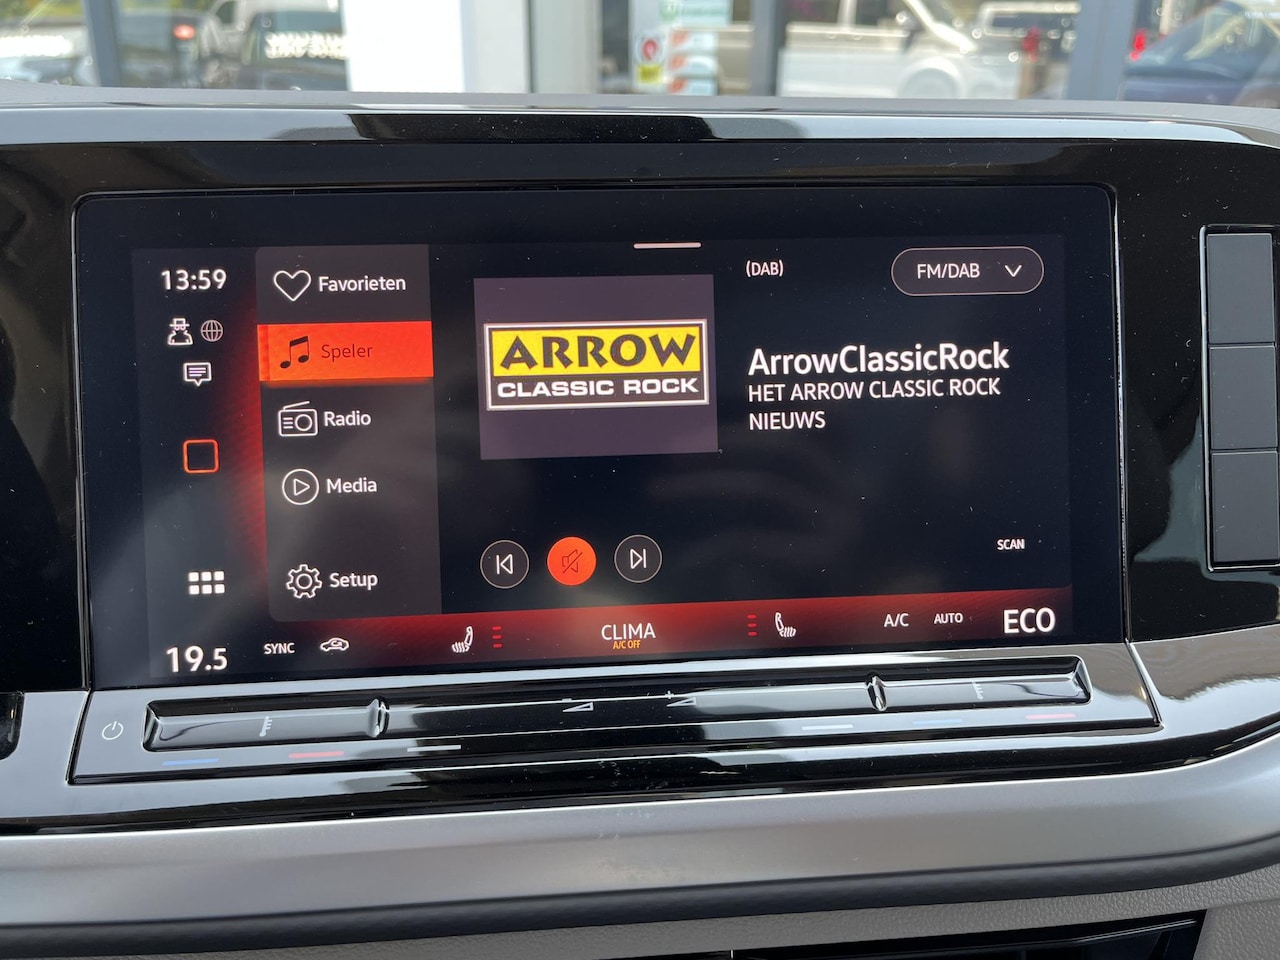 13:59
Favorieten
Speler
Radio
Media
Setup
ARROW
CLASSIC ROCK
(DAB)
FM/DAB
ArrowClassicRock
HET ARROW CLASSIC ROCK
NIEUWS
SCAN
19.5
SYNC
CLIMA
A/C OFF
A/C
AUTO
ECO